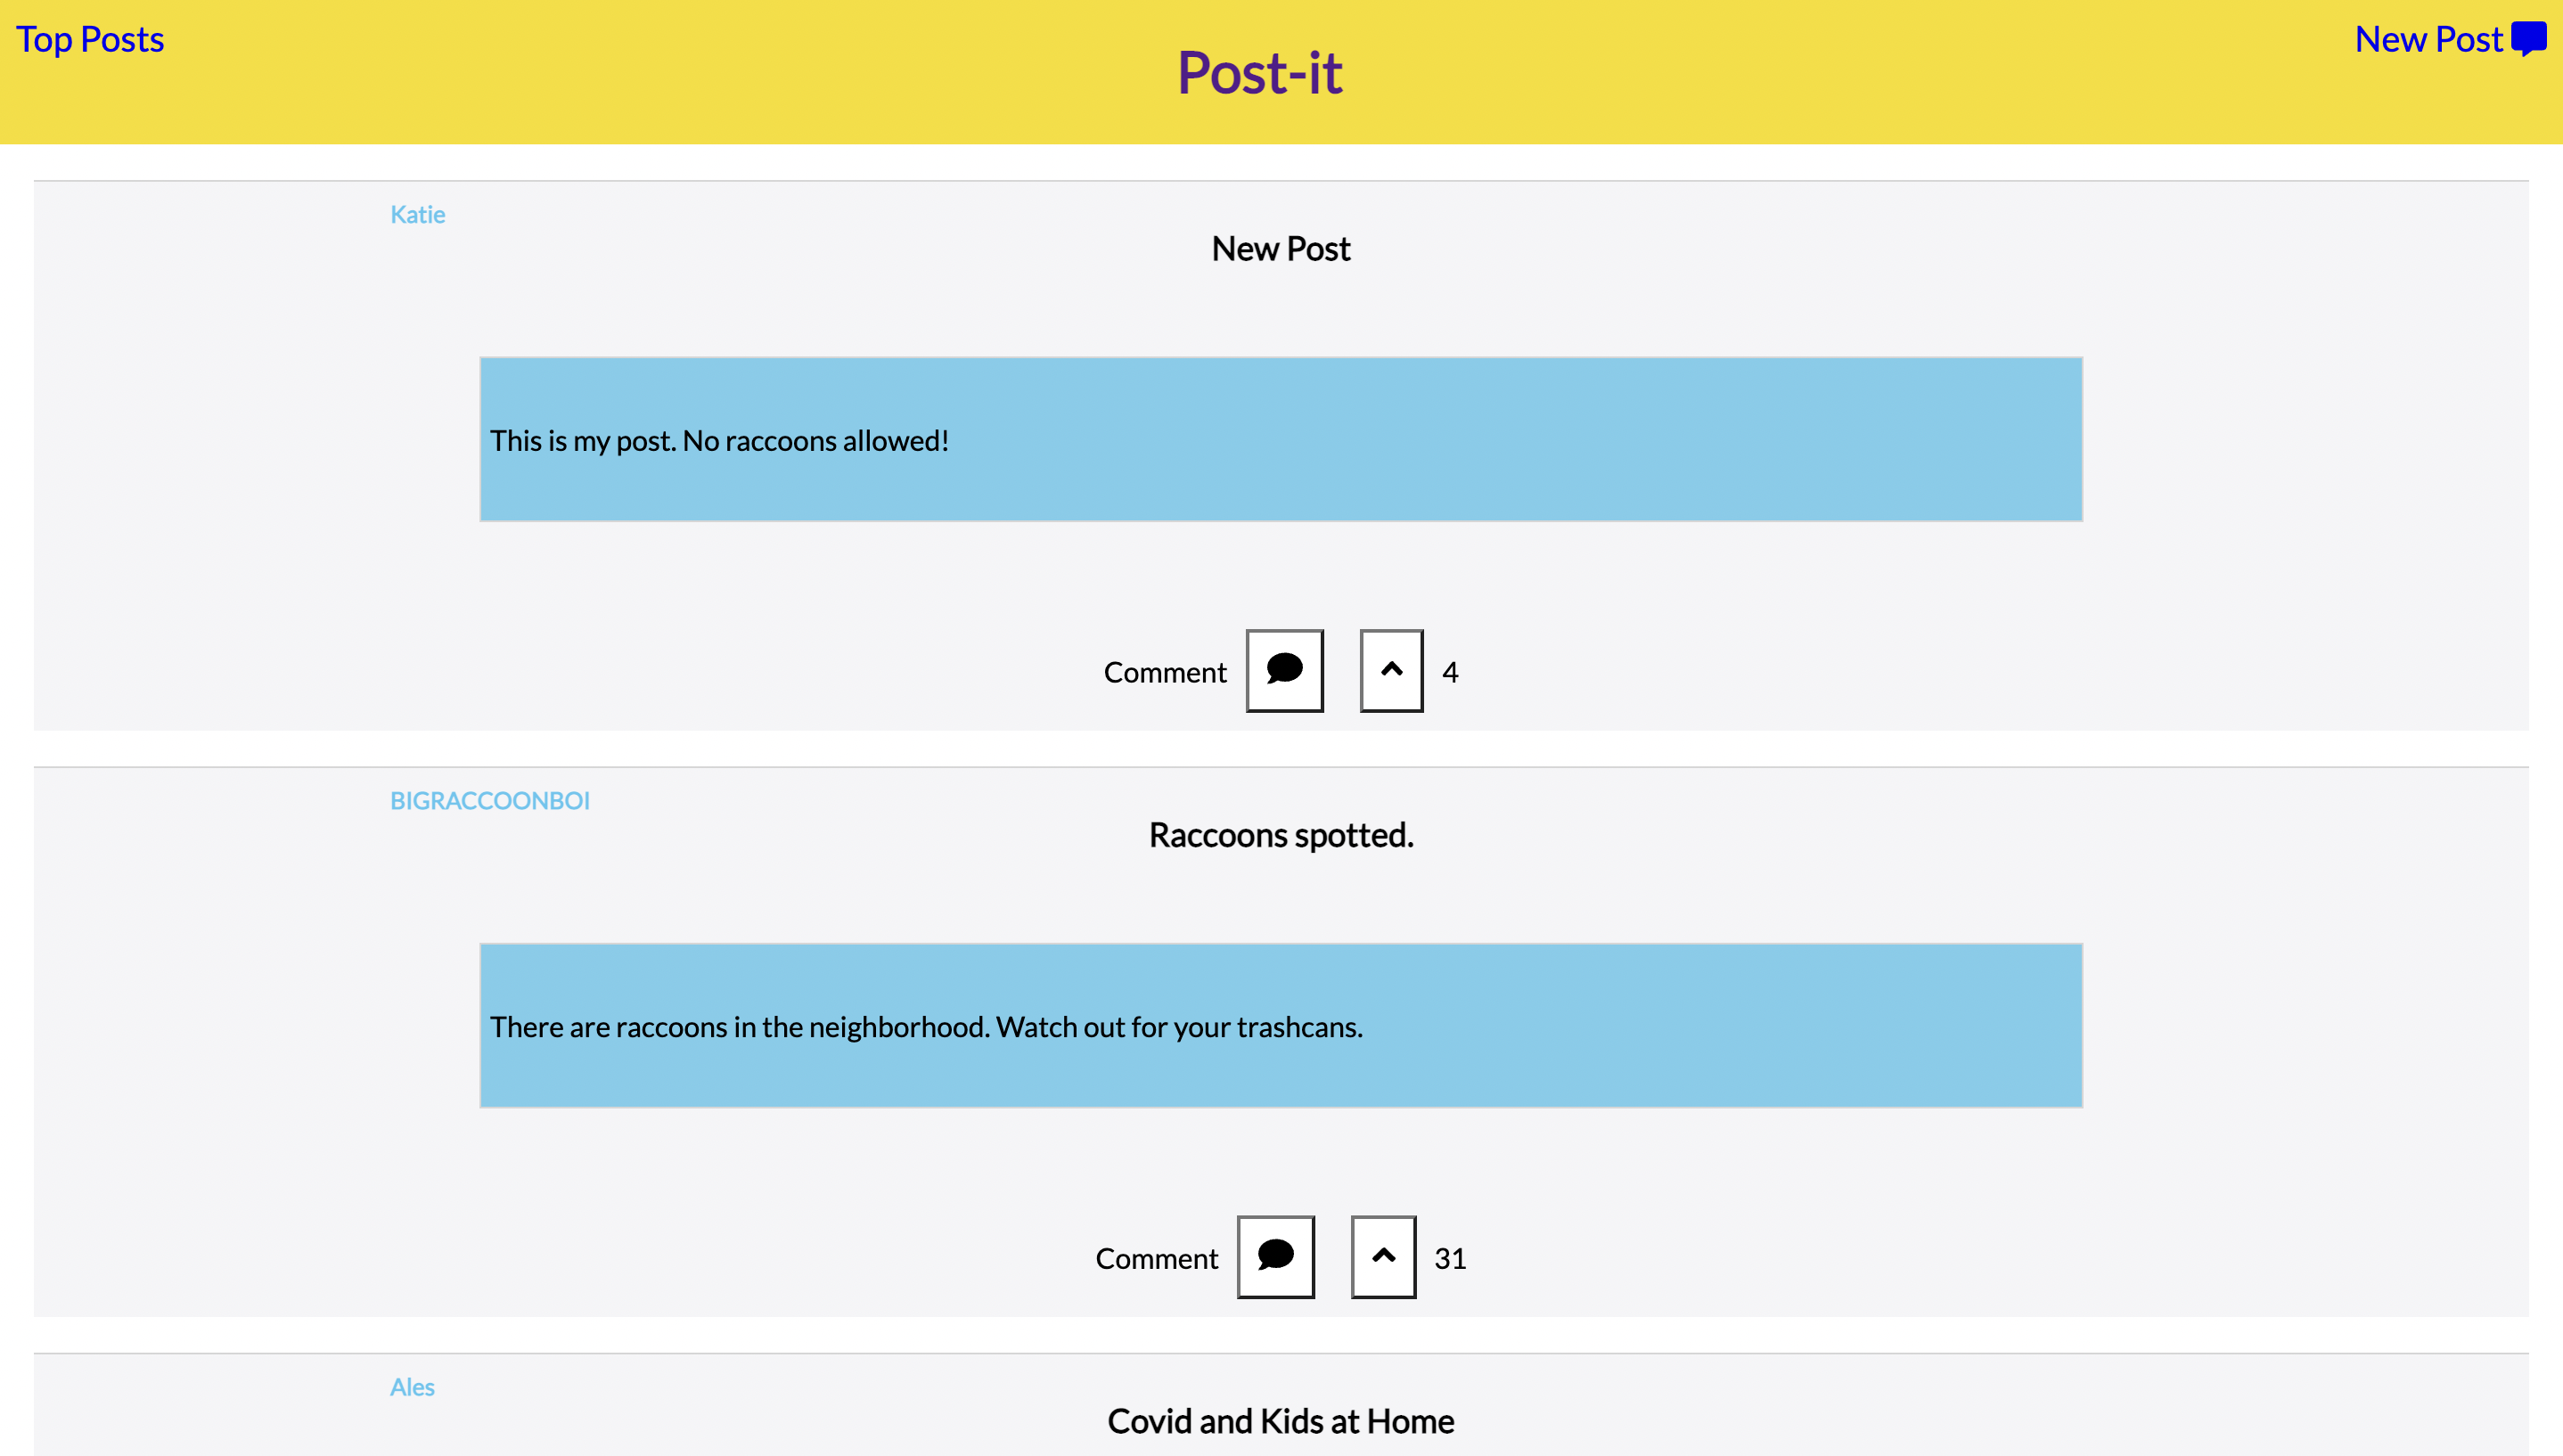 Top Posts
Post-it
New Post
Katie
New Post
This is my post. No raccoons allowed!
Comment 4
BIGRACCOONBOI
Raccoons spotted.
There are raccoons in the neighborhood. Watch out for your trashcans.
Comment 31
Ales
Covid and Kids at Home